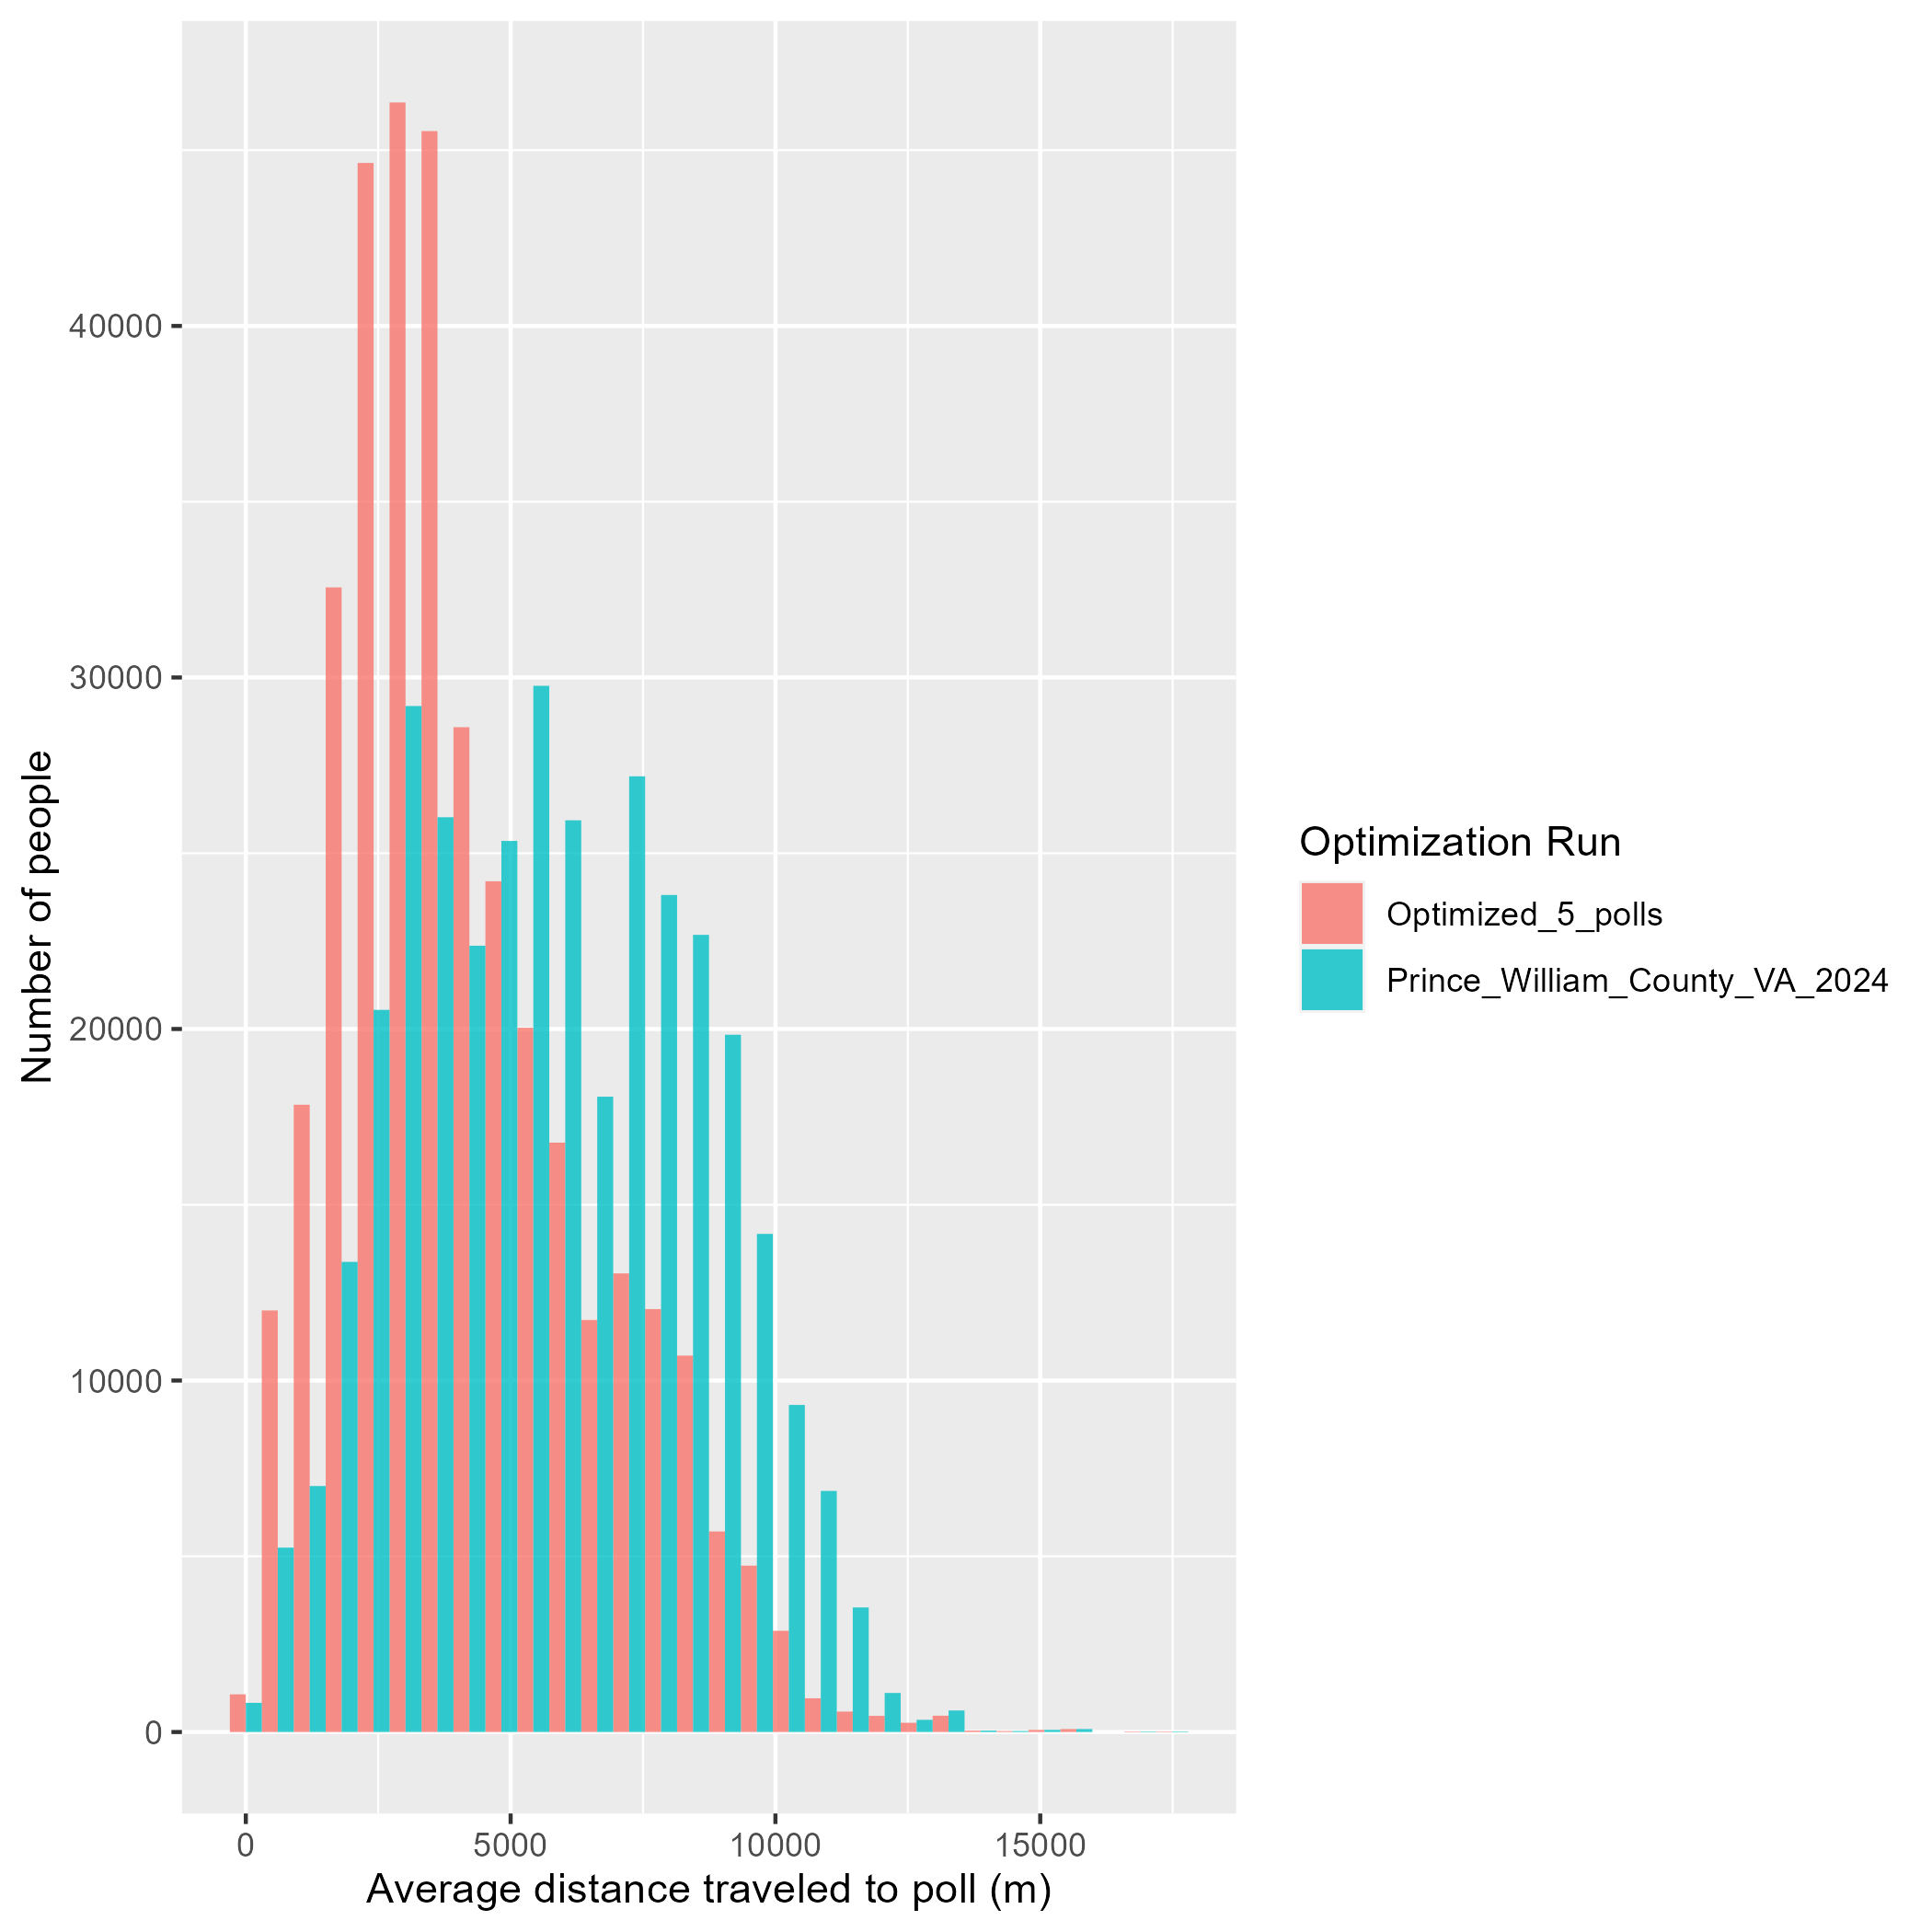 40000
30000
20000
10000
0
Number of people
0 5000 10000 15000
Average distance traveled to poll (m)
Optimization Run
Optimized_5_polls
Prince_William_County_VA_2024